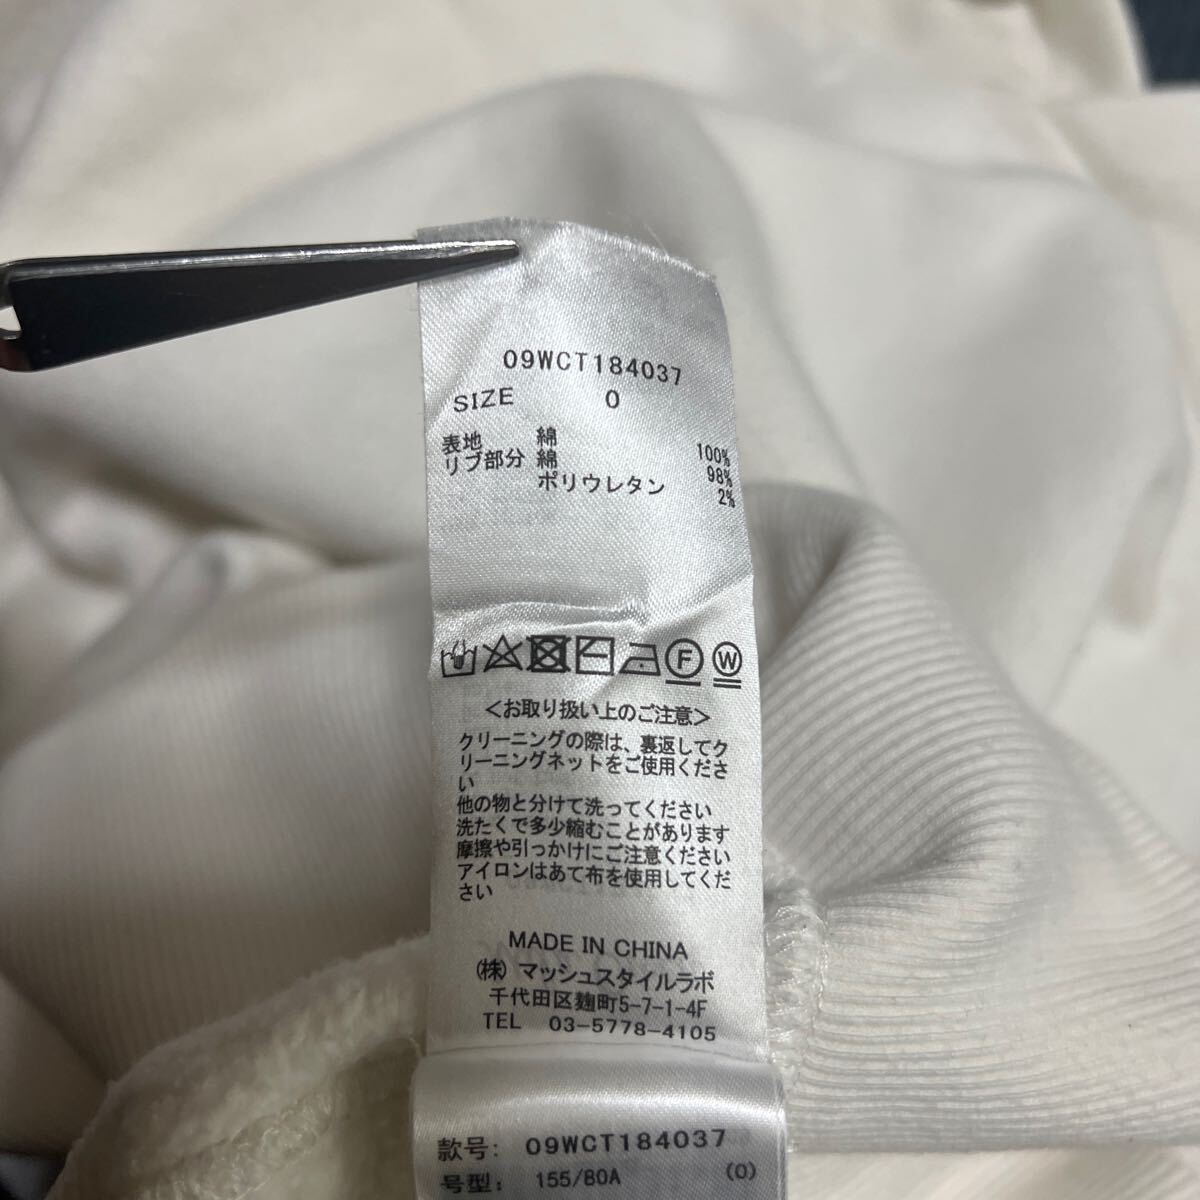 09WCT184037
SIZE 0
表地 綿 100%
リブ部分 綿 98%
ポリウレタン 2%
F W
<お取り扱い上のご注意>
クリーニングの際は、裏返してク
リーニングネットをご使用くださ
い
他の物と分けて洗ってください
洗たくで多少縮むことがあります
摩擦や引っかけにご注意ください
アイロンはあて布を使用してくだ
さい
MADE IN CHINA
(株) マッシュスタイルラボ
千代田区麹町5-7-1-4F
TEL 03-5778-4105
款号: 09WCT184037
号型: 155/80A (0)